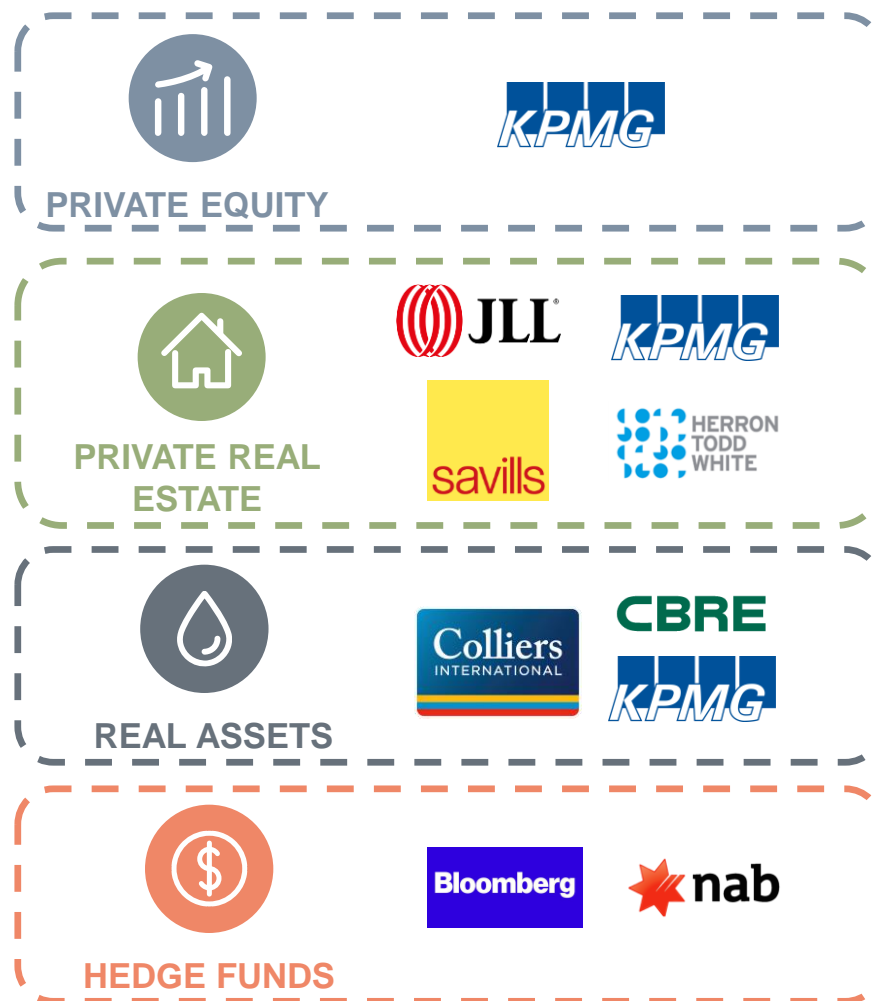 KPMG
PRIVATE EQUITY
JLL®
KPMG
savills
HERRON
TODD
WHITE
PRIVATE REAL
ESTATE
Colliers
INTERNATIONAL
CBRE
KPMG
REAL ASSETS
$
Bloomberg
nab
HEDGE FUNDS